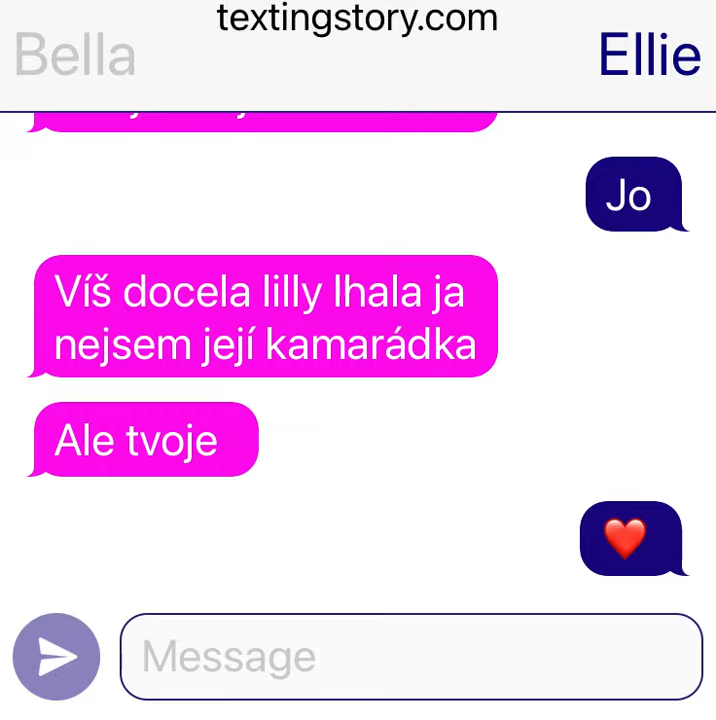 textingstory.com
Bella
Ellie
Jo
Víš docela lilly lhala ja
nejsem její kamarádka
Ale tvoje
❤️
Message